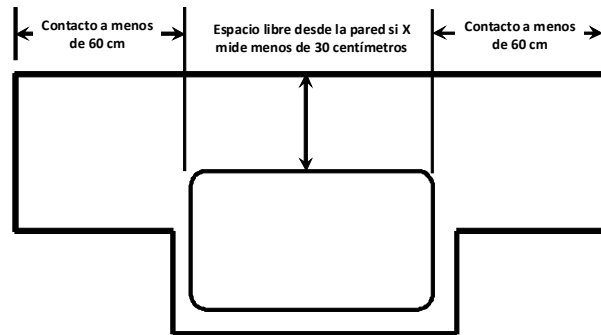 Contacto a menos
de 60 cm
Espacio libre desde la pared si X
mide menos de 30 centímetros
Contacto a menos
de 60 cm